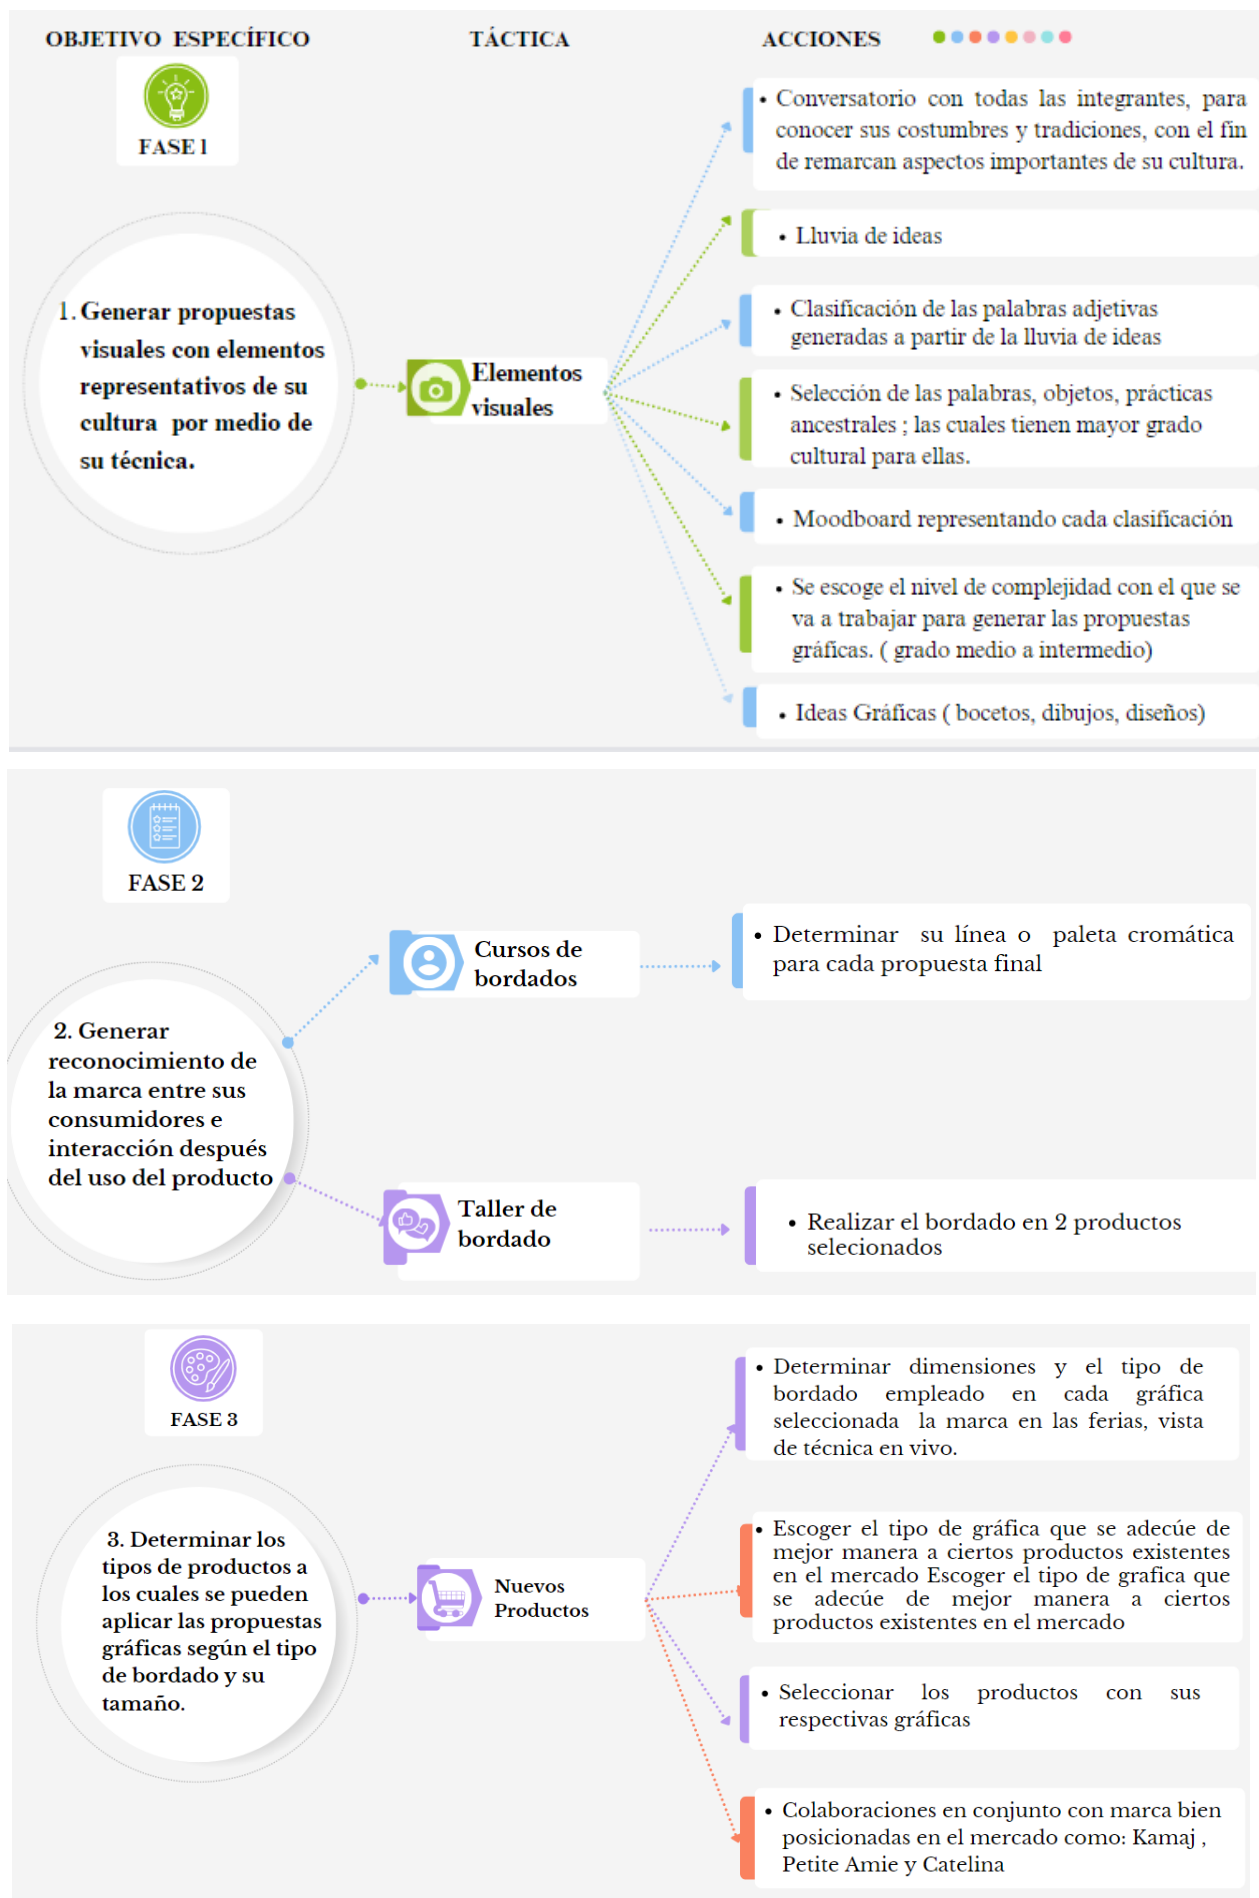 OBJETIVO ESPECÍFICO
TÁCTICA
ACCIONES
FASE 1
1. Generar propuestas
visuales con elementos
representativos de su
cultura por medio de
su técnica.
Elementos
visuales
• Conversatorio con todas las integrantes, para
conocer sus costumbres y tradiciones, con el fin
de remarcan aspectos importantes de su cultura.
• Lluvia de ideas
• Clasificación de las palabras adjetivas
generadas a partir de la lluvia de ideas
• Selección de las palabras, objetos, prácticas
ancestrales ; las cuales tienen mayor grado
cultural para ellas.
• Moodboard representando cada clasificación
• Se escoge el nivel de complejidad con el que se
va a trabajar para generar las propuestas
gráficas. ( grado medio a intermedio)
• Ideas Gráficas ( bocetos, dibujos, diseños)
FASE 2
2. Generar
reconocimiento de
la marca entre sus
consumidores e
interacción después
del uso del producto
Cursos de
bordados
• Determinar su línea o paleta cromática
para cada propuesta final
Taller de
bordado
• Realizar el bordado en 2 productos
selecionados
FASE 3
3. Determinar los
tipos de productos a
los cuales se pueden
aplicar las propuestas
gráficas según el tipo
de bordado y su
tamaño.
Nuevos
Productos
• Determinar dimensiones y el tipo de
bordado empleado en cada gráfica
seleccionada la marca en las ferias, vista
de técnica en vivo.
• Escoger el tipo de gráfica que se adecúe de
mejor manera a ciertos productos existentes
en el mercado Escoger el tipo de grafica que
se adecúe de mejor manera a ciertos
productos existentes en el mercado
• Seleccionar los productos con sus
respectivas gráficas
• Colaboraciones en conjunto con marca bien
posicionadas en el mercado como: Kamaj ,
Petite Amie y Catelina